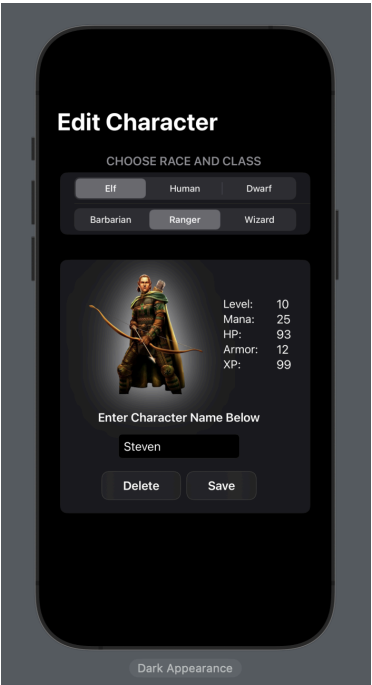 Edit Character
CHOOSE RACE AND CLASS
Elf Human Dwarf
Barbarian Ranger Wizard
Level: 10
Mana: 25
HP: 93
Armor: 12
XP: 99
Enter Character Name Below
Steven
Delete Save
Dark Appearance